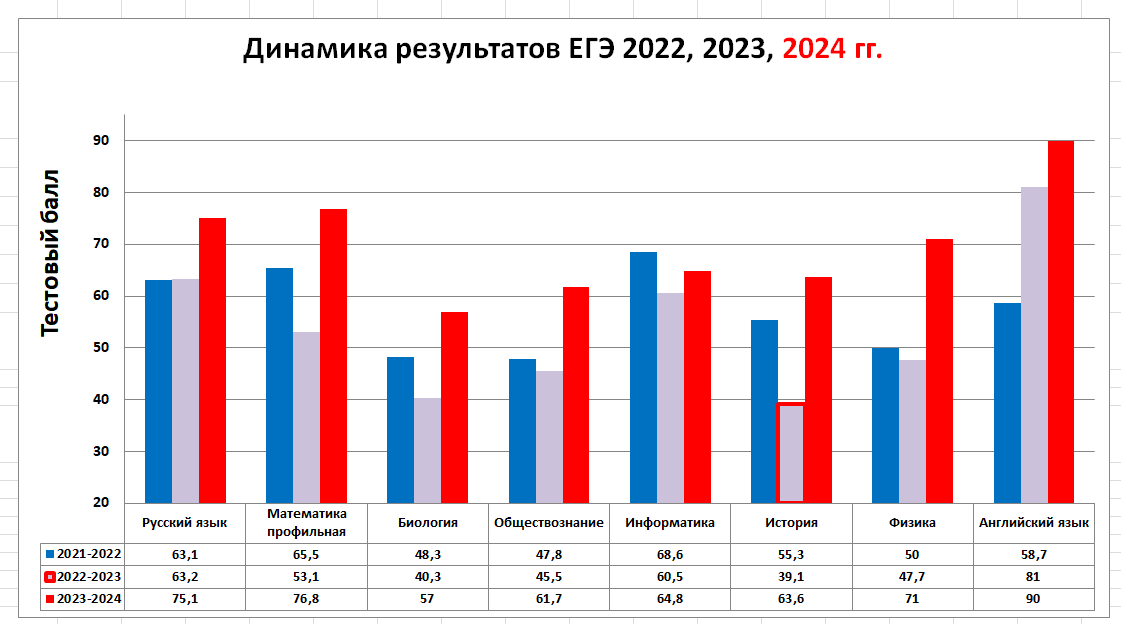 Динамика результатов ЕГЭ 2022, 2023, 2024 гг.
Тестовый балл
90
80
70
60
50
40
30
20
Русский язык Математика профильная Биология Обществознание Информатика История Физика Английский язык
2021-2022 63,1 65,5 48,3 47,8 68,6 55,3 50 58,7
2022-2023 63,2 53,1 40,3 45,5 60,5 39,1 47,7 81
2023-2024 75,1 76,8 57 61,7 64,8 63,6 71 90